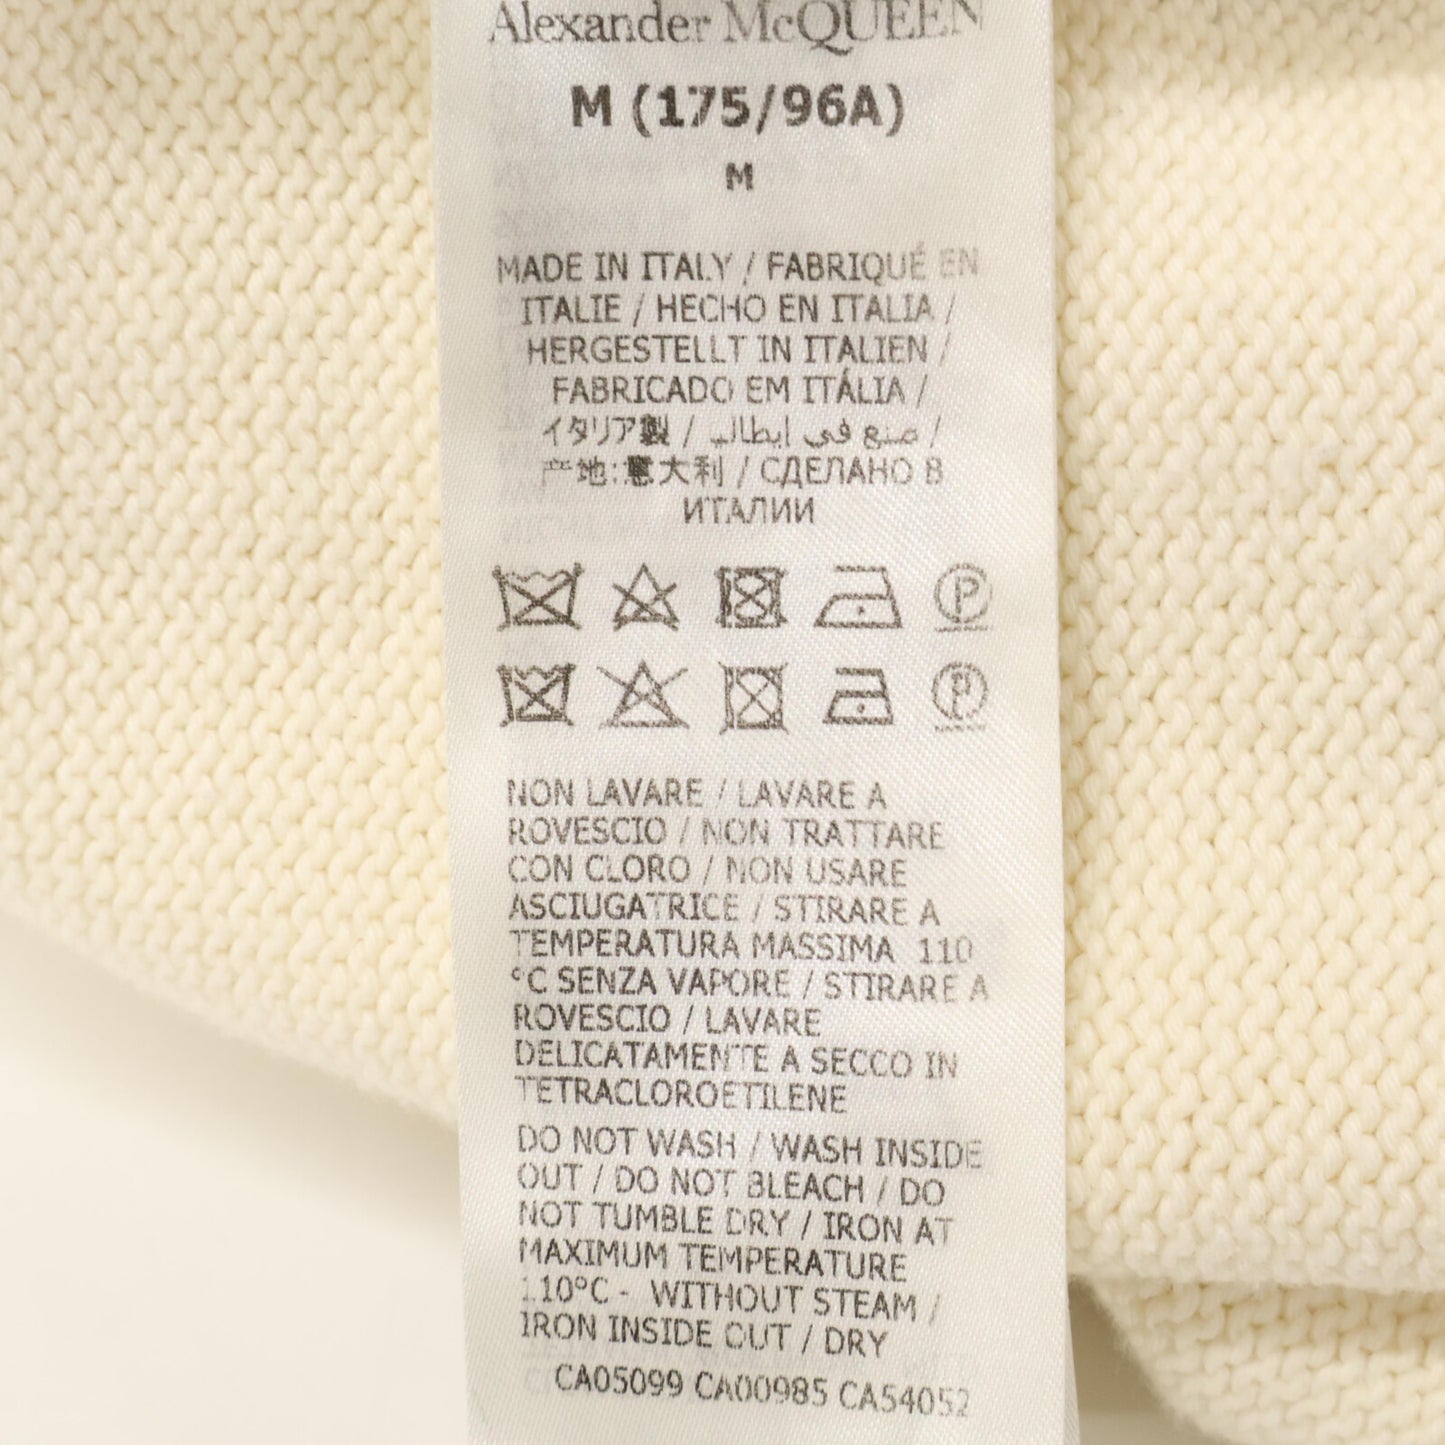 Alexander McQUEEN
M (175/96A)
M
MADE IN ITALY / FABRIQUÉ EN
ITALIE / HECHO EN ITALIA /
HERGESTELLT IN ITALIEN /
FABRICADO EM ITÁLIA /
イタリア製 / صنع في إيطاليا /
产地:意大利 / СДЕЛАНО В
ИТАЛИИ
P
P
NON LAVARE / LAVARE A
ROVESCIO / NON TRATTARE
CON CLORO / NON USARE
ASCIUGATRICE / STIRARE A
TEMPERATURA MASSIMA 110
°C SENZA VAPORE / STIRARE A
ROVESCIO / LAVARE
DELICATAMENTE A SECCO IN
TETRACLOROETILENE
DO NOT WASH / WASH INSIDE
OUT / DO NOT BLEACH / DO
NOT TUMBLE DRY / IRON AT
MAXIMUM TEMPERATURE
110°C - WITHOUT STEAM /
IRON INSIDE OUT / DRY
CA05099 CA00985 CA54052